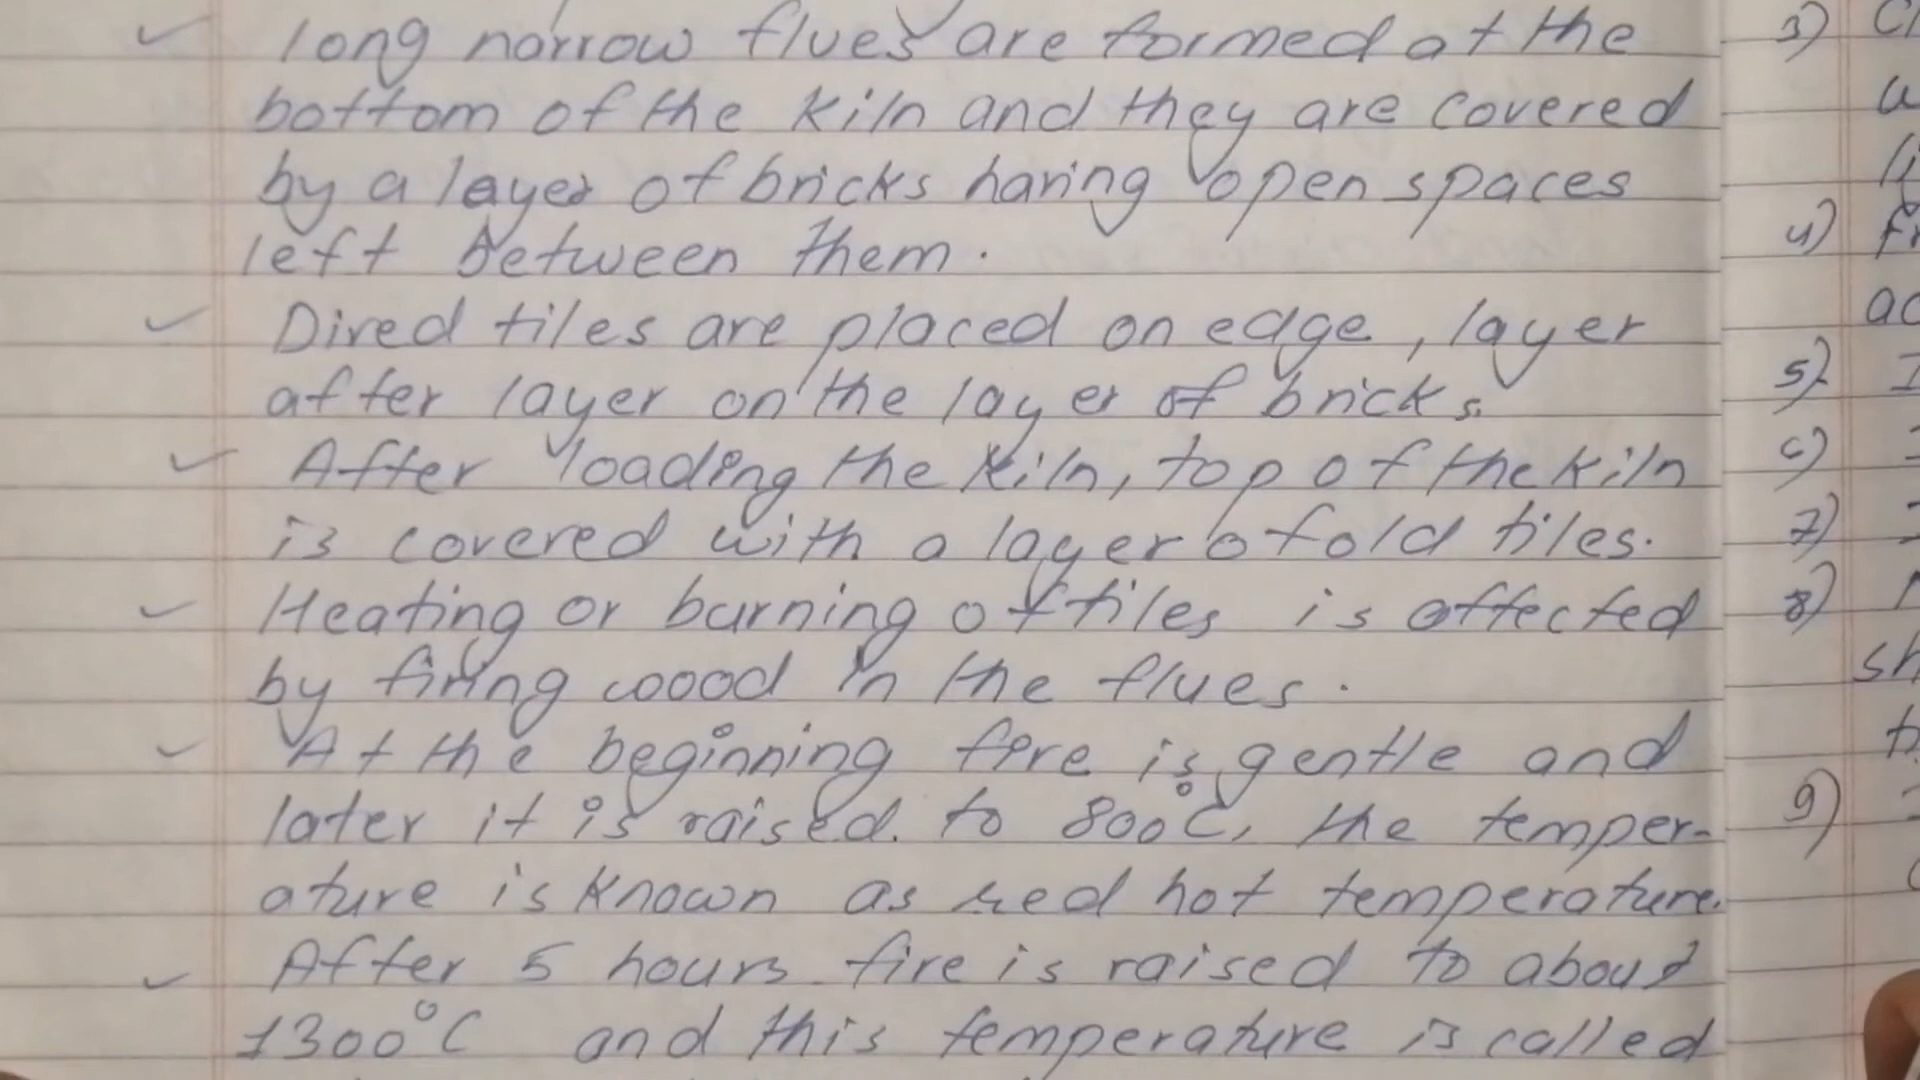 long narrow flues are formed at the
bottom of the kiln and they are covered
by a layer of bricks having open spaces
left between them.
Dired tiles are placed on edge, layer
after layer on the layer of bricks.
After loading the kiln, top of the kiln
is covered with a layer of old tiles.
Heating or burning of tiles is affected
by firing wood in the flues.
At the beginning fire is gentle and
later it is raised. to 800°C, the temper-
ature is known as red hot temperature.
After 5 hours fire is raised to about
1300°C and this temperature is called
3)
4)
5)
7)
8)
sh
9)